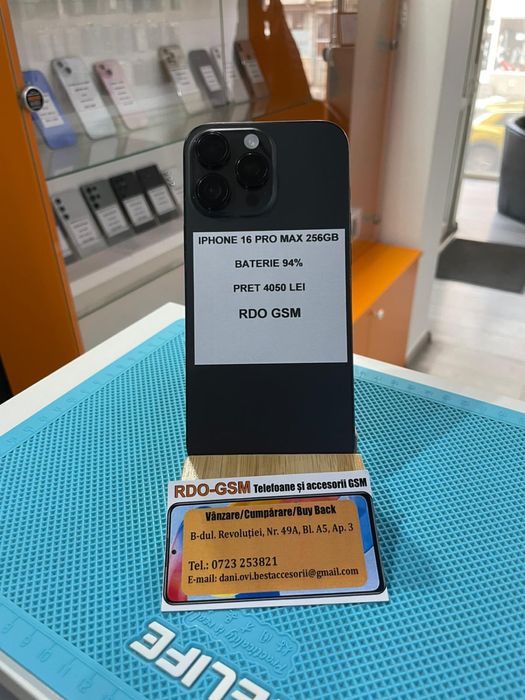 IPHONE 16 PRO MAX 256GB
BATERIE 94%
PRET 4050 LEI
RDO GSM
RDO-GSM Telefoane și accesorii GSM
Vânzare/Cumpărare/Buy Back
B-dul. Revoluției, Nr. 49A, Bl. A5, Ap. 3
Tel.: 0723 253821
E-mail: dani.ovi.bestaccesorii@gmail.com
ELIFE